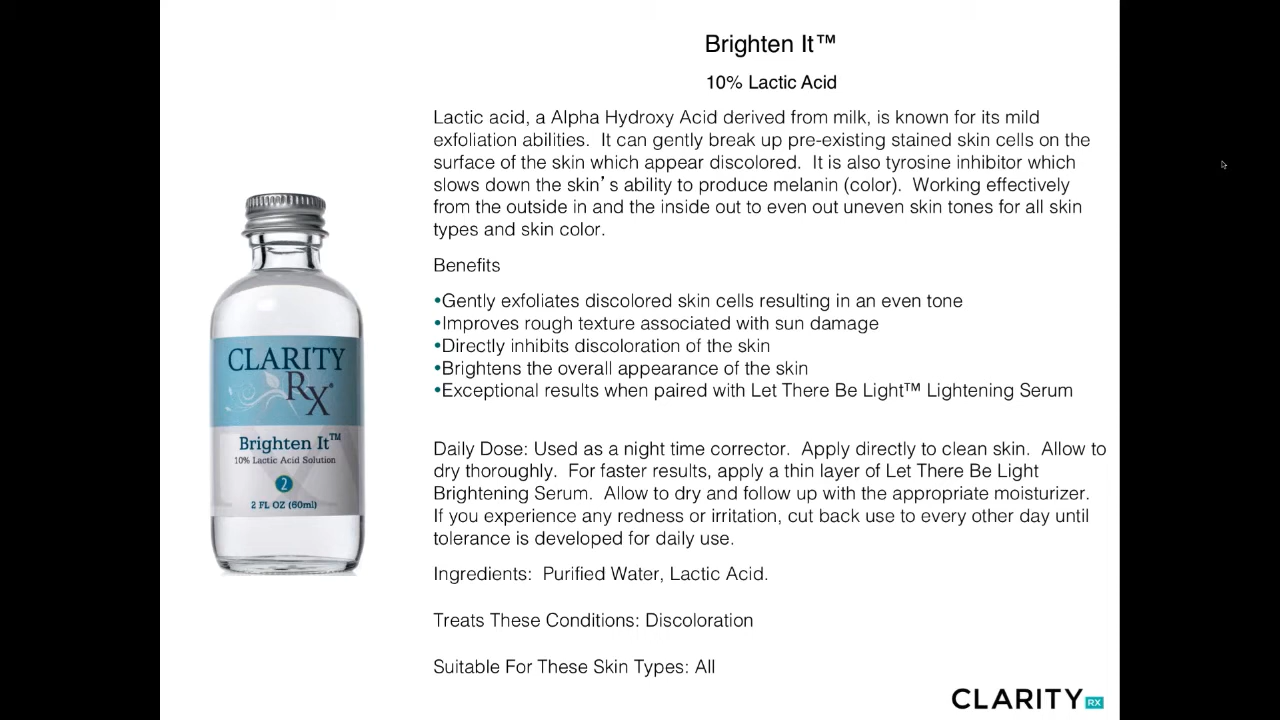 Brighten It™
10% Lactic Acid
Lactic acid, a Alpha Hydroxy Acid derived from milk, is known for its mild
exfoliation abilities.  It can gently break up pre-existing stained skin cells on the
surface of the skin which appear discolored.  It is also tyrosine inhibitor which
slows down the skin’s ability to produce melanin (color).  Working effectively
from the outside in and the inside out to even out uneven skin tones for all skin
types and skin color.
Benefits
•Gently exfoliates discolored skin cells resulting in an even tone
•Improves rough texture associated with sun damage
•Directly inhibits discoloration of the skin
•Brightens the overall appearance of the skin
•Exceptional results when paired with Let There Be Light™ Lightening Serum
Daily Dose: Used as a night time corrector.  Apply directly to clean skin.  Allow to
dry thoroughly.  For faster results, apply a thin layer of Let There Be Light
Brightening Serum.  Allow to dry and follow up with the appropriate moisturizer.
If you experience any redness or irritation, cut back use to every other day until
tolerance is developed for daily use.
Ingredients:  Purified Water, Lactic Acid.
Treats These Conditions: Discoloration
Suitable For These Skin Types: All
CLARITY RX
CLARITY
RX®
Brighten It™
10% Lactic Acid Solution
2
2 FL OZ (60ml)